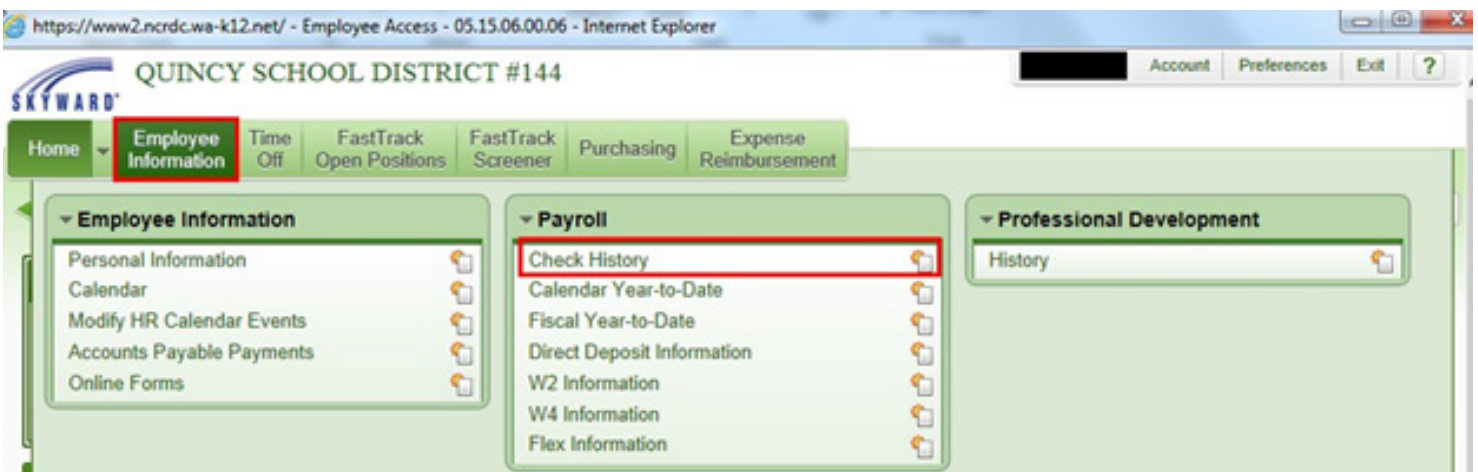 https://www2.ncrdc.wa-k12.net/ - Employee Access - 05.15.06.00.06 - Internet Explorer
SKYWARD®
QUINCY SCHOOL DISTRICT #144
Account Preferences Exit ?
Home
Employee
Information
Time
Off
FastTrack
Open Positions
FastTrack
Screener
Purchasing
Expense
Reimbursement
Employee Information
Personal Information
Calendar
Modify HR Calendar Events
Accounts Payable Payments
Online Forms
Payroll
Check History
Calendar Year-to-Date
Fiscal Year-to-Date
Direct Deposit Information
W2 Information
W4 Information
Flex Information
Professional Development
History